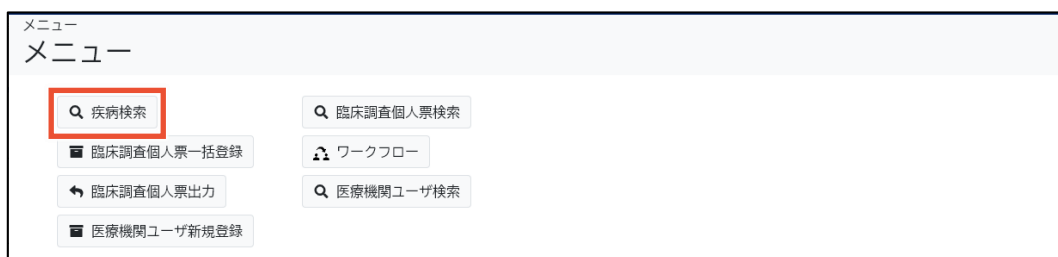 メニュー
メニュー
疾病検索
臨床調査個人票検索
臨床調査個人票一括登録
ワークフロー
臨床調査個人票出力
医療機関ユーザ検索
医療機関ユーザ新規登録